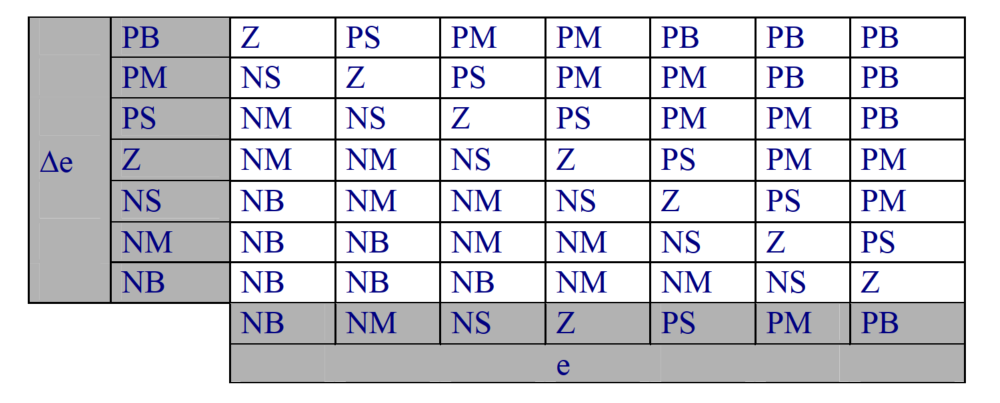 PB Z PS PM PM PB PB PB
PM NS Z PS PM PM PB PB
PS NM NS Z PS PM PM PB
Δe Z NM NM NS Z PS PM PM
NS NB NM NM NS Z PS PM
NM NB NB NM NM NS Z PS
NB NB NB NB NM NM NS Z
NB NM NS Z PS PM PB
e